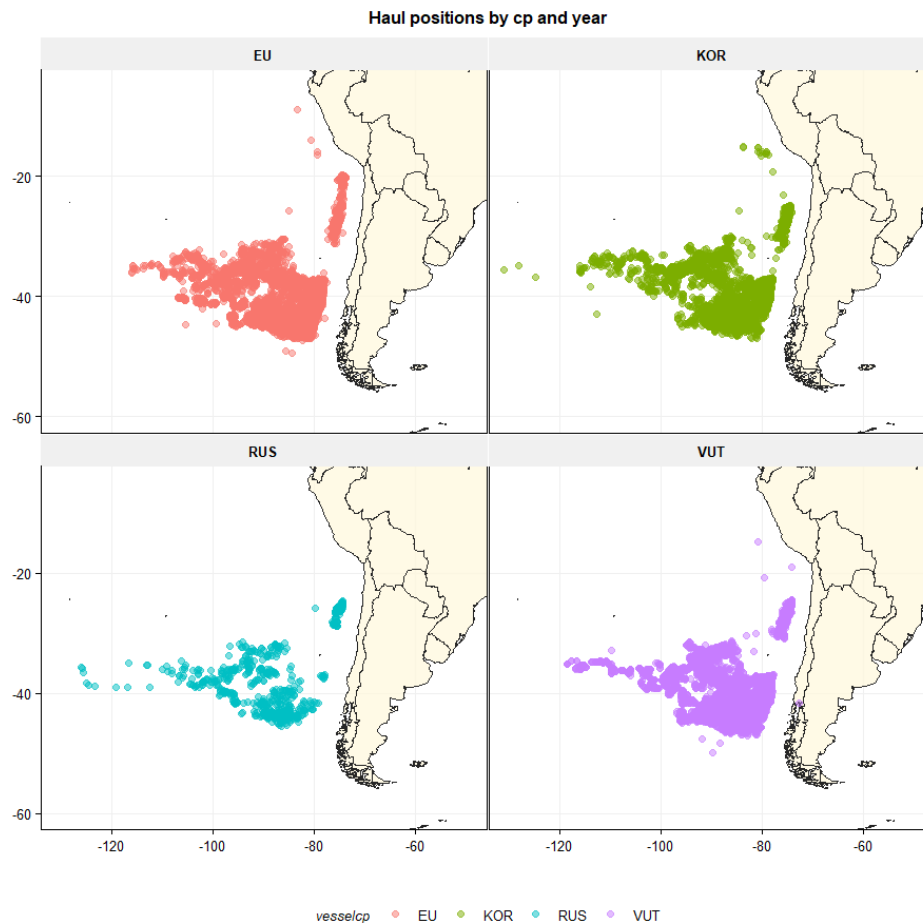 Haul positions by cp and year
EU KOR
-20
-40
-60
RUS VUT
-20
-40
-60
-120 -100 -80 -60 -120 -100 -80 -60
vesselcp EU KOR RUS VUT